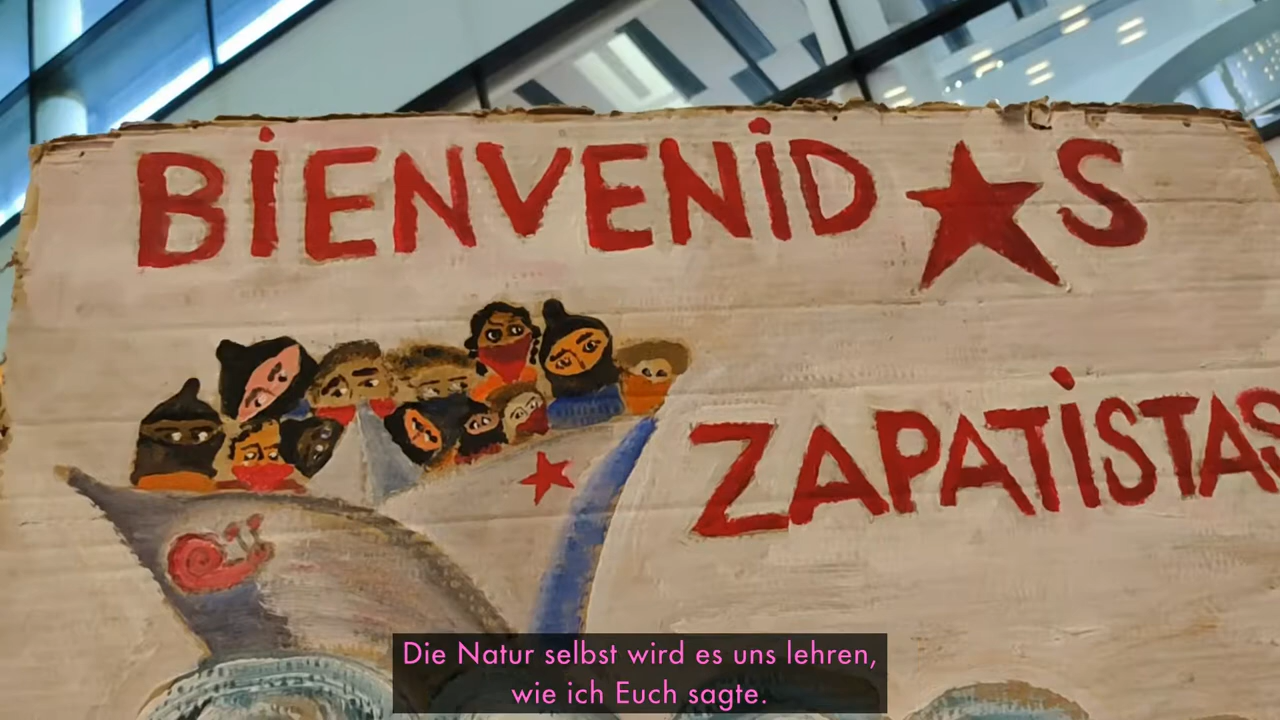 BIENVENID★S
ZAPATISTAS
Die Natur selbst wird es uns lehren,
wie ich Euch sagte.